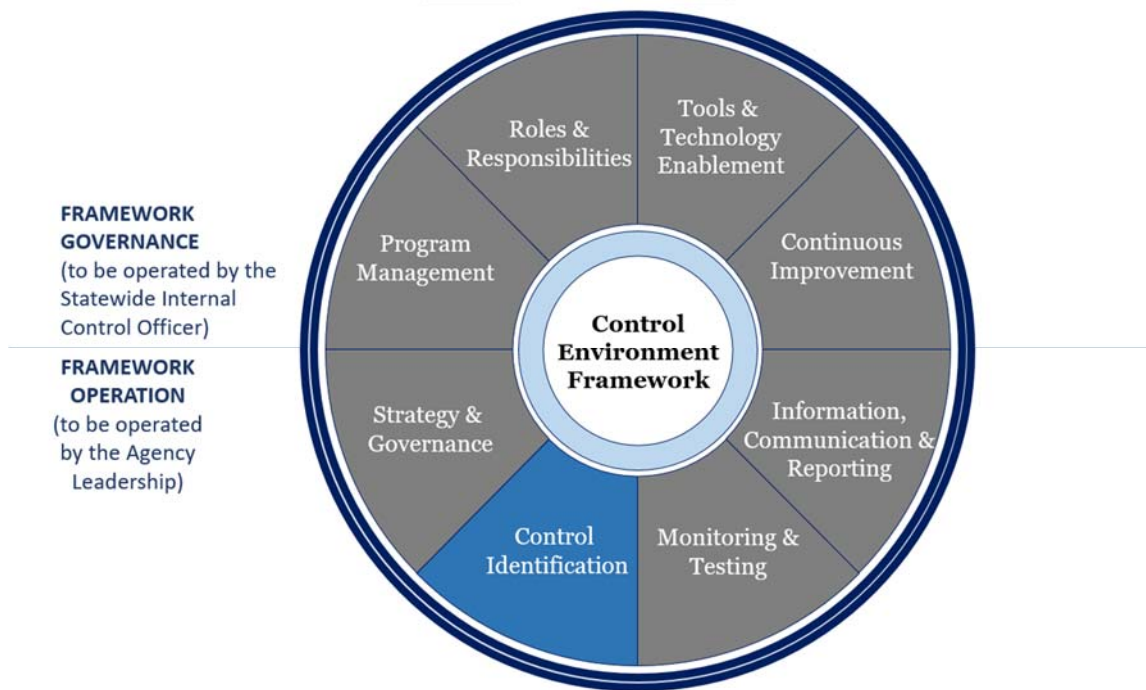 FRAMEWORK
GOVERNANCE
(to be operated by the
Statewide Internal
Control Officer)
FRAMEWORK
OPERATION
(to be operated
by the Agency
Leadership)
Roles &
Responsibilities
Tools &
Technology
Enablement
Program
Management
Continuous
Improvement
Control
Environment
Framework
Strategy &
Governance
Information,
Communication &
Reporting
Control
Identification
Monitoring &
Testing